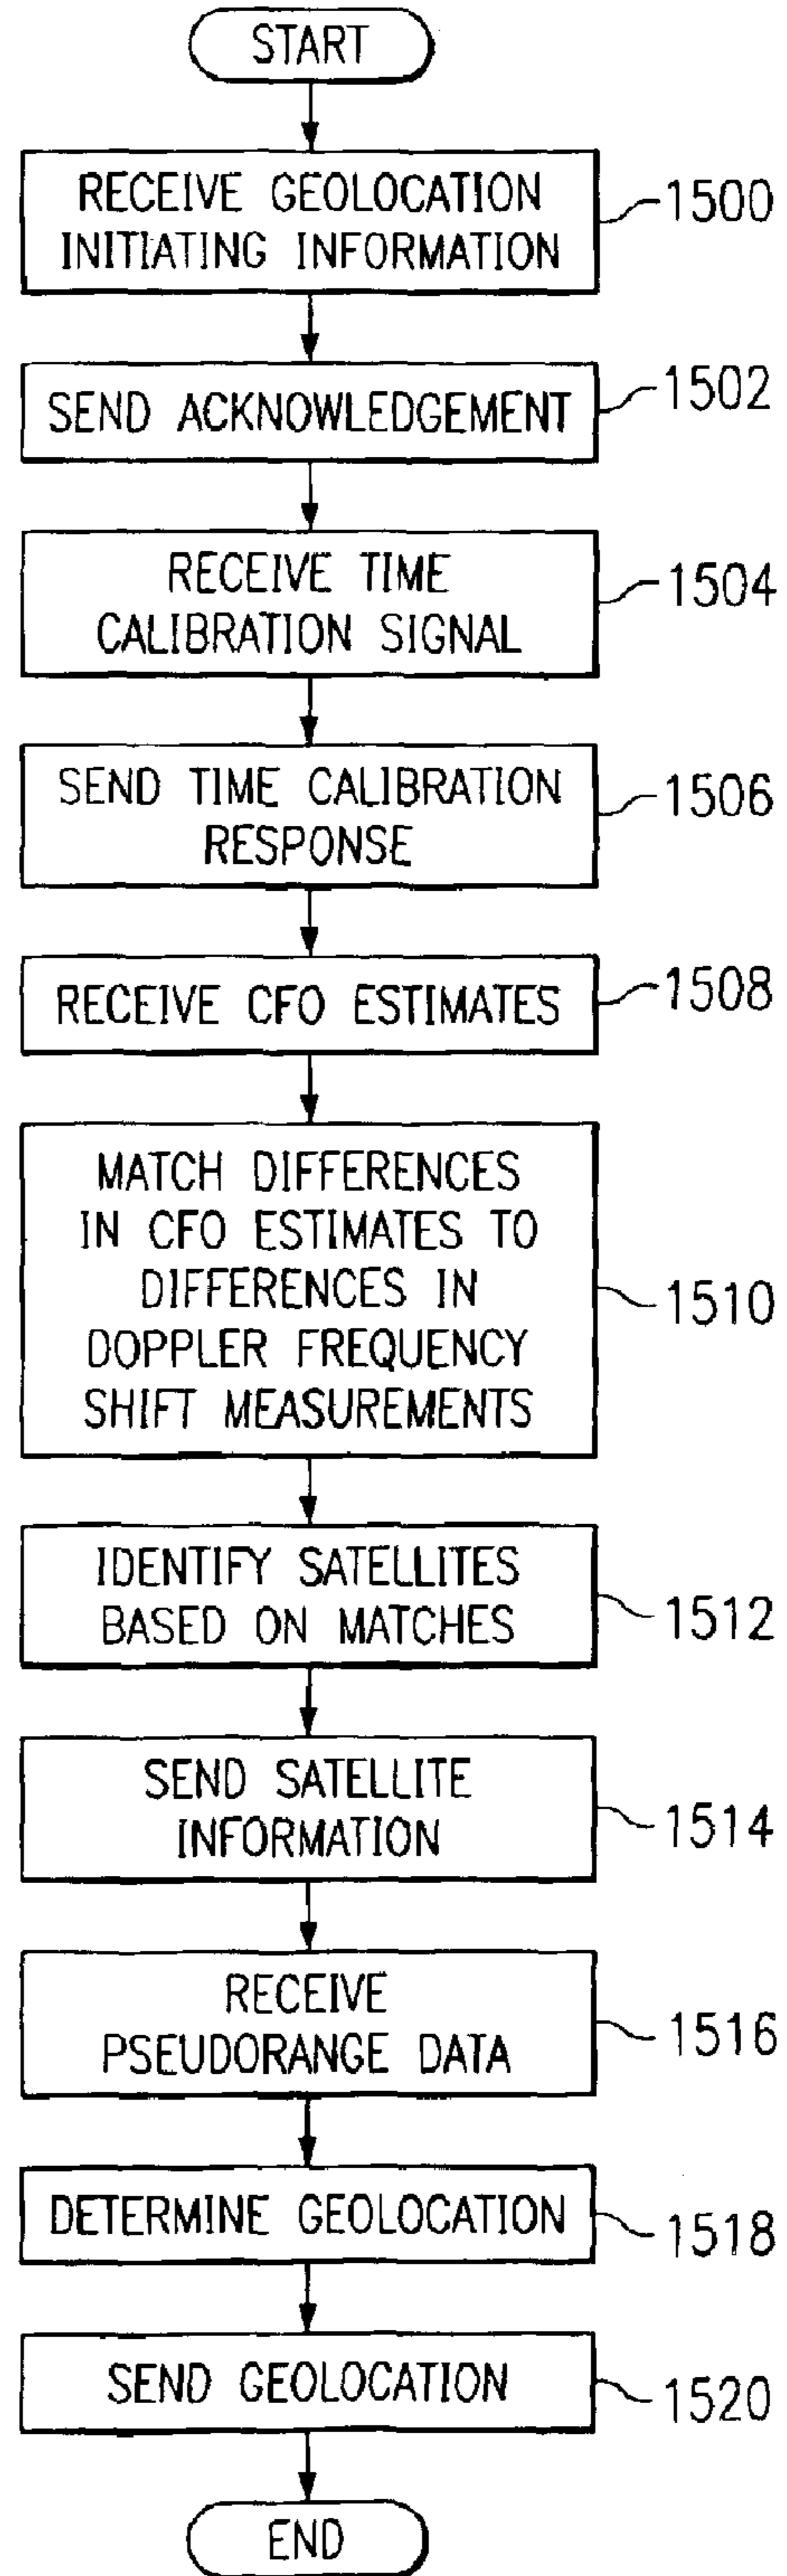 START
RECEIVE GEOLOCATION
INITIATING INFORMATION
1500
SEND ACKNOWLEDGEMENT
1502
RECEIVE TIME
CALIBRATION SIGNAL
1504
SEND TIME CALIBRATION
RESPONSE
1506
RECEIVE CFO ESTIMATES
1508
MATCH DIFFERENCES
IN CFO ESTIMATES TO
DIFFERENCES IN
DOPPLER FREQUENCY
SHIFT MEASUREMENTS
1510
IDENTIFY SATELLITES
BASED ON MATCHES
1512
SEND SATELLITE
INFORMATION
1514
RECEIVE
PSEUDORANGE DATA
1516
DETERMINE GEOLOCATION
1518
SEND GEOLOCATION
1520
END